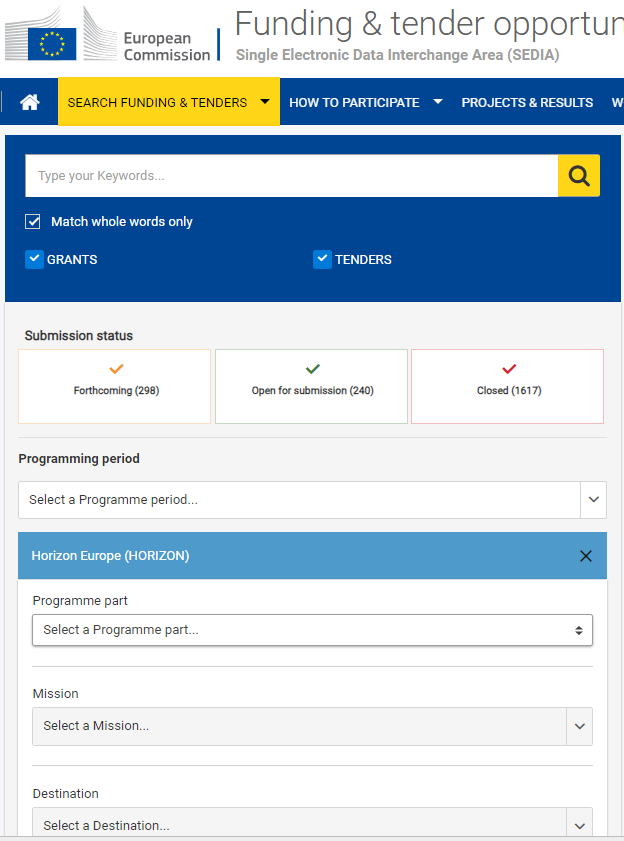 European
Commission
Funding & tender
Single Electronic Data Interchange Area (SEDIA)
SEARCH FUNDING & TENDERS
HOW TO PARTICIPATE
PROJECTS & RESULTS
Type your Keywords...
Match whole words only
GRANTS
TENDERS
Submission status
Forthcoming (298)
Open for submission (240)
Closed (1617)
Programming period
Select a Programme period...
Horizon Europe (HORIZON)
Programme part
Select a Programme part...
Mission
Select a Mission...
Destination
Select a Destination...